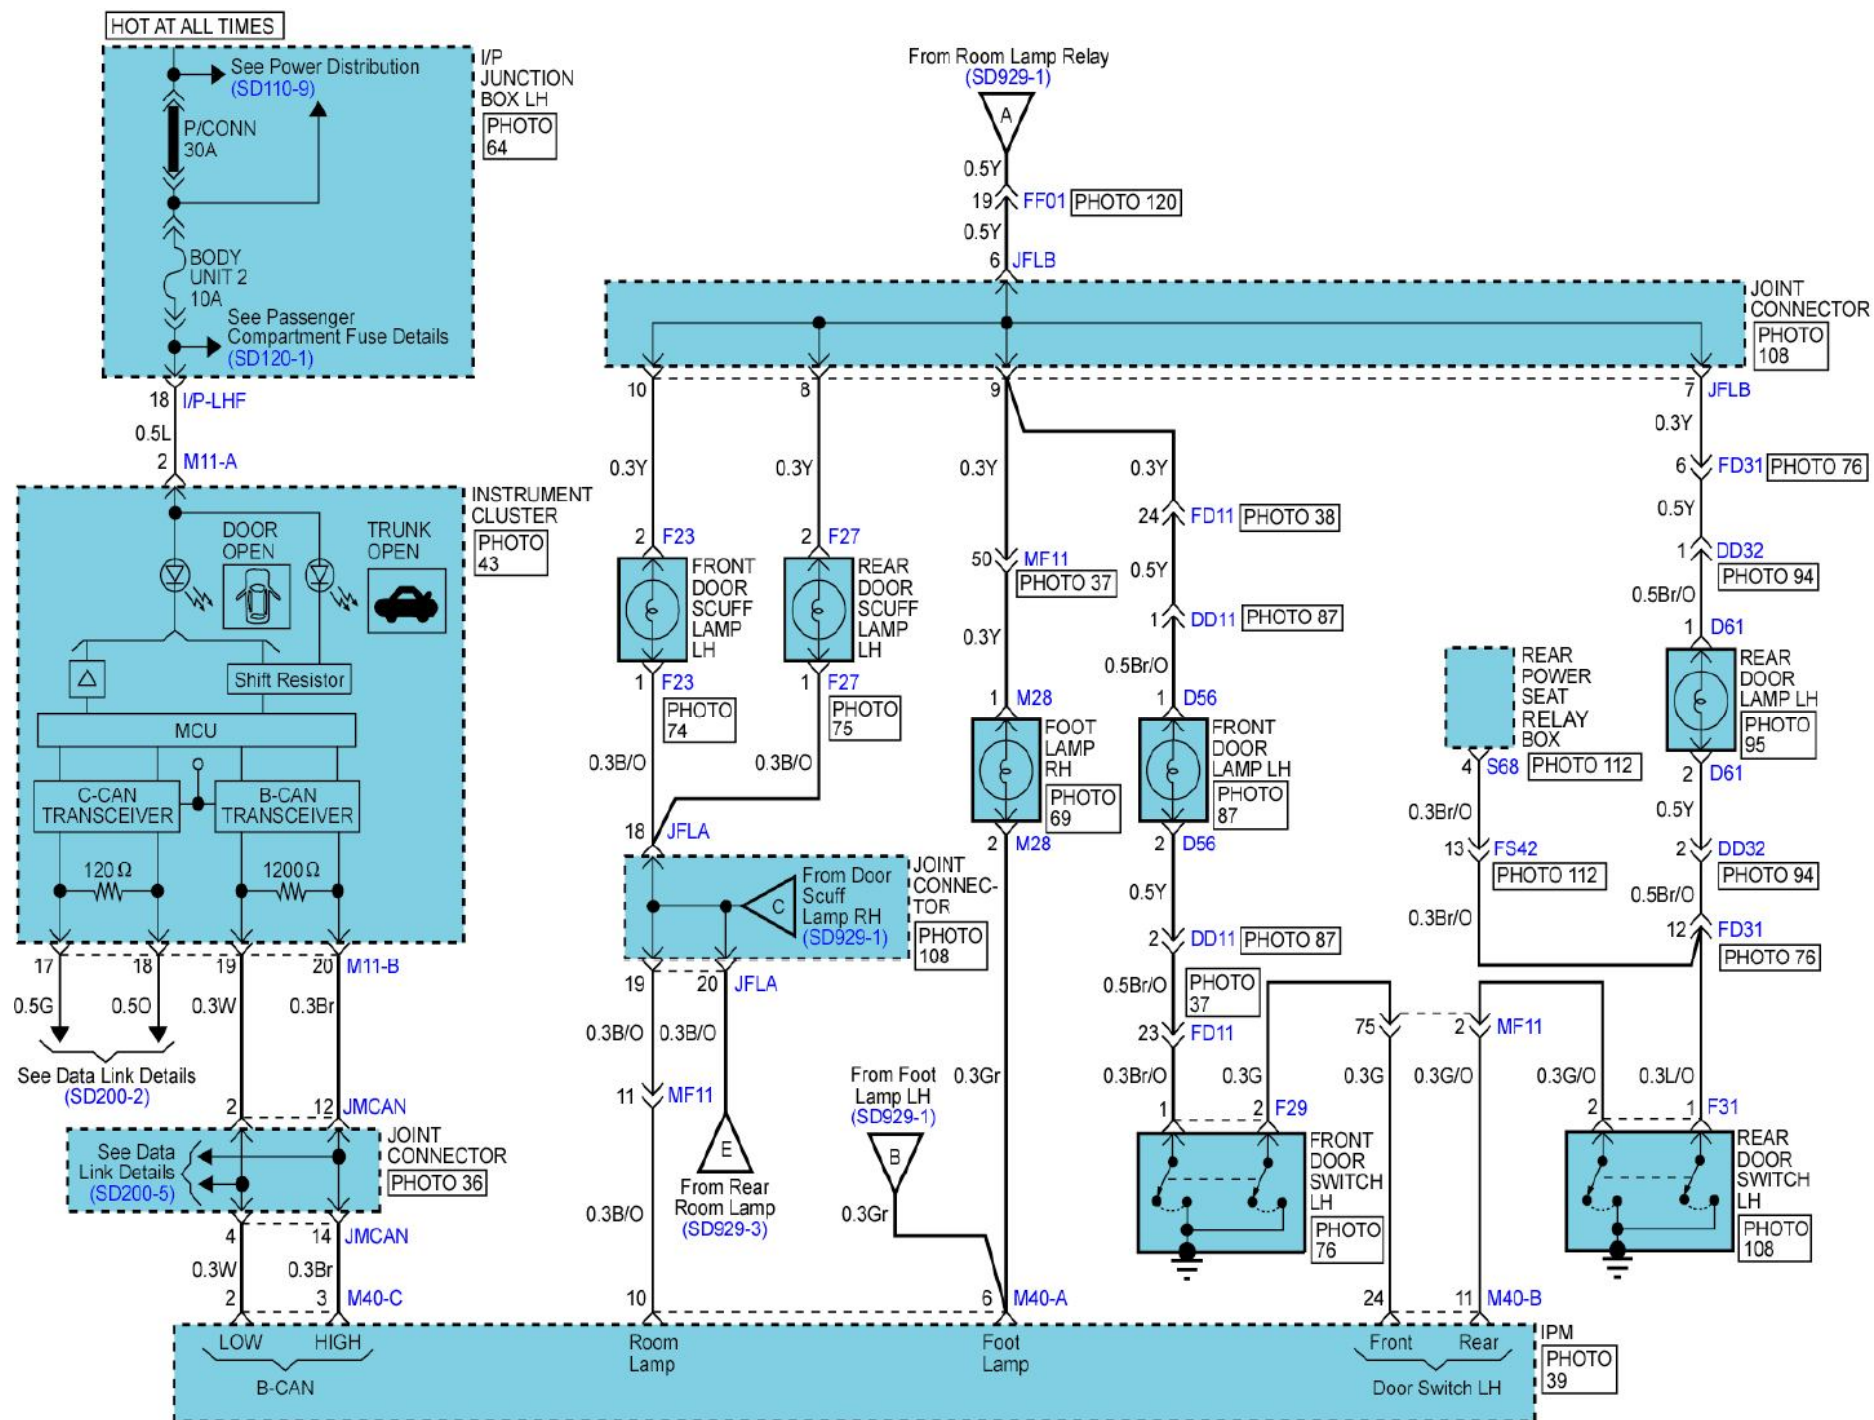 HOT AT ALL TIMES
See Power Distribution
(SD110-9)
P/CONN
30A
BODY
UNIT 2
10A
See Passenger
Compartment Fuse Details
(SD120-1)
I/P
JUNCTION
BOX LH
PHOTO
64
18 I/P-LHF
0.5L
2 M11-A
INSTRUMENT
CLUSTER
PHOTO
43
DOOR
OPEN
TRUNK
OPEN
Shift Resistor
MCU
C-CAN
TRANSCEIVER
B-CAN
TRANSCEIVER
120 Ω
1200 Ω
17 18 19 20 M11-B
0.5G 0.5O 0.3W 0.3Br
See Data Link Details
(SD200-2)
2 12 JMCAN
See Data
Link Details
(SD200-5)
JOINT
CONNECTOR
PHOTO 36
4 14 JMCAN
0.3W 0.3Br
2 3 M40-C
LOW HIGH
B-CAN
From Room Lamp Relay
(SD929-1)
A
0.5Y
19 FF01 PHOTO 120
0.5Y
6 JFLB
JOINT
CONNECTOR
PHOTO
108
10 8 9 7 JFLB
0.3Y 0.3Y 0.3Y 0.3Y
2 F23
2 F27
FRONT
DOOR
SCUFF
LAMP
LH
REAR
DOOR
SCUFF
LAMP
LH
1 F23
PHOTO
74
1 F27
PHOTO
75
0.3B/O 0.3B/O
18 JFLA
From Door
Scuff
Lamp RH
(SD929-1)
C
JOINT
CONNEC-
TOR
PHOTO
108
19 20 JFLA
0.3B/O 0.3B/O
11 MF11
E
From Rear
Room Lamp
(SD929-3)
0.3B/O
10
Room
Lamp
50 MF11
PHOTO 37
0.3Y
1 M28
FOOT
LAMP
RH
PHOTO
69
2 M28
0.3Gr
From Foot
Lamp LH
(SD929-1)
B
0.3Gr
6 M40-A
Foot
Lamp
24 FD11 PHOTO 38
0.5Y
1 DD11 PHOTO 87
0.5Br/O
1 D56
FRONT
DOOR
LAMP LH
PHOTO
87
2 D56
0.5Y
2 DD11 PHOTO 87
0.5Br/O
PHOTO
37
23 FD11
0.3Br/O 0.3G
1 2 F29
FRONT
DOOR
SWITCH
LH
PHOTO
76
75 2 MF11
0.3G 0.3G/O
24 11 M40-B
Front Rear
Door Switch LH
IPM
PHOTO
39
0.3Y
6 FD31 PHOTO 76
0.5Y
1 DD32
PHOTO 94
0.5Br/O
1 D61
REAR
DOOR
LAMP LH
PHOTO
95
2 D61
0.5Y
2 DD32
PHOTO 94
0.5Br/O
12 FD31
PHOTO 76
REAR
POWER
SEAT
RELAY
BOX
4 S68 PHOTO 112
0.3Br/O
13 FS42
PHOTO 112
0.3Br/O
0.3G/O 0.3L/O
2 1 F31
REAR
DOOR
SWITCH
LH
PHOTO
108